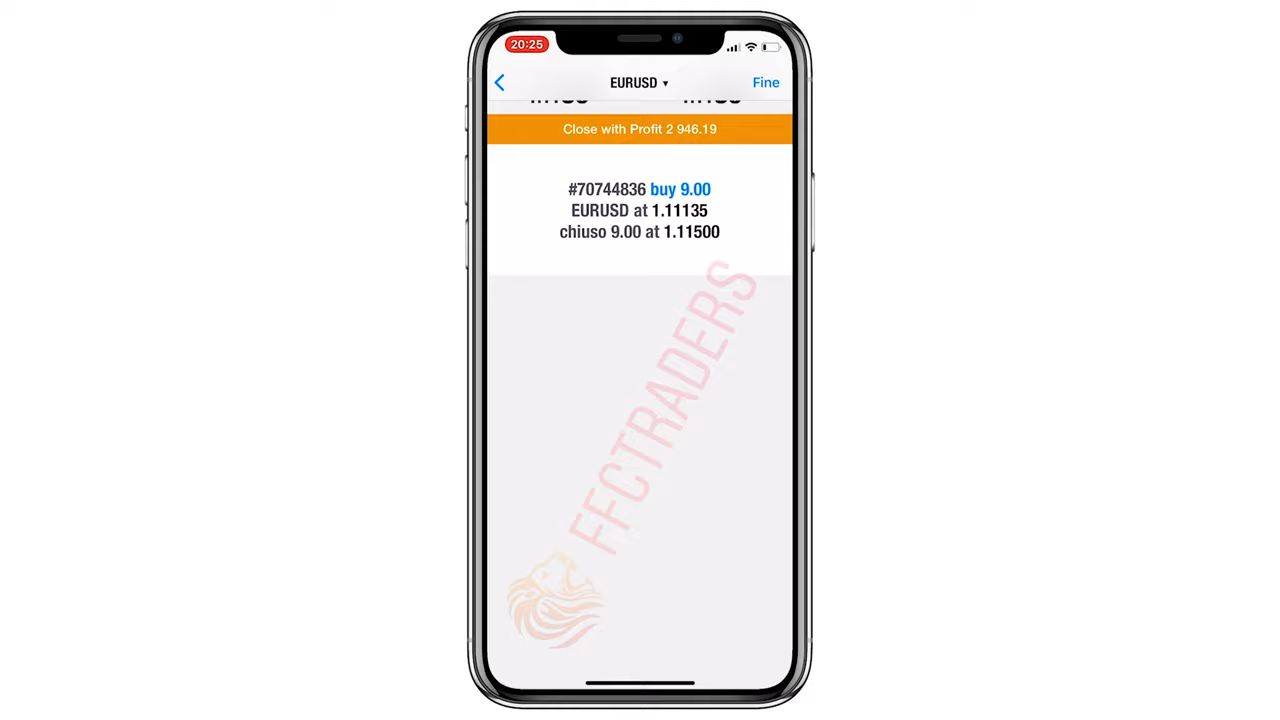 20:25
EURUSD ▾
Fine
Close with Profit 2 946.19
#70744836 buy 9.00
EURUSD at 1.11135
chiuso 9.00 at 1.11500
FFCTRADERS